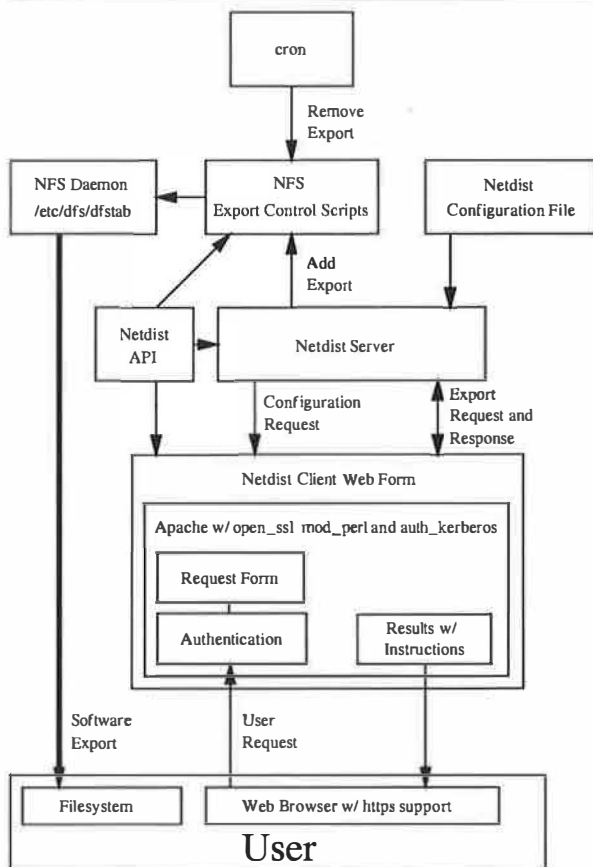 cron
Remove
Export
NFS Daemon
/etc/dfs/dfstab
NFS
Export Control Scripts
Netdist
Configuration File
Add
Export
Netdist
API
Netdist Server
Configuration
Request
Export
Request and
Response
Netdist Client Web Form
Apache w/ open_ssl mod_perl and auth_kerberos
Request Form
Authentication
Results w/
Instructions
Software
Export
User
Request
Filesystem
Web Browser w/ https support
User